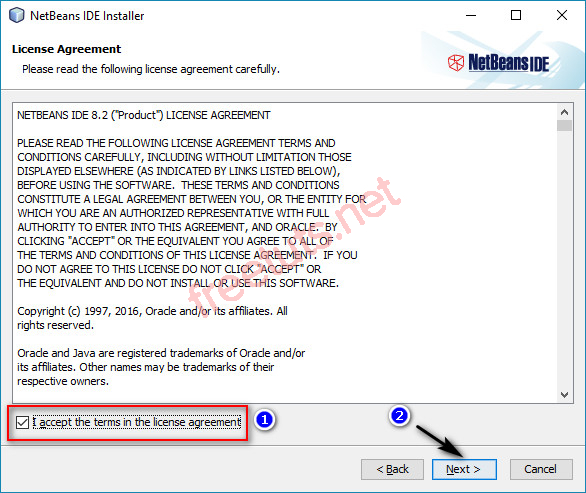 NetBeans IDE Installer
License Agreement
Please read the following license agreement carefully.
NetBeans IDE
NETBEANS IDE 8.2 ("Product") LICENSE AGREEMENT
PLEASE READ THE FOLLOWING LICENSE AGREEMENT TERMS AND
CONDITIONS CAREFULLY, INCLUDING WITHOUT LIMITATION THOSE
DISPLAYED ELSEWHERE (AS INDICATED BY LINKS LISTED BELOW),
BEFORE USING THE SOFTWARE.  THESE TERMS AND CONDITIONS
CONSTITUTE A LEGAL AGREEMENT BETWEEN YOU, OR THE ENTITY FOR
WHICH YOU ARE AN AUTHORIZED REPRESENTATIVE WITH FULL
AUTHORITY TO ENTER INTO THIS AGREEMENT, AND ORACLE.  BY
CLICKING "ACCEPT" OR THE EQUIVALENT YOU AGREE TO ALL OF
THE TERMS AND CONDITIONS OF THIS LICENSE AGREEMENT.  IF YOU
DO NOT AGREE TO THIS LICENSE DO NOT CLICK "ACCEPT" OR
THE EQUIVALENT AND DO NOT INSTALL OR USE THIS SOFTWARE.
Copyright (c) 1997, 2016, Oracle and/or its affiliates. All
rights reserved.
Oracle and Java are registered trademarks of Oracle and/or
its affiliates. Other names may be trademarks of their
respective owners.
freetuts.net
I accept the terms in the license agreement
1
2
< Back
Next >
Cancel